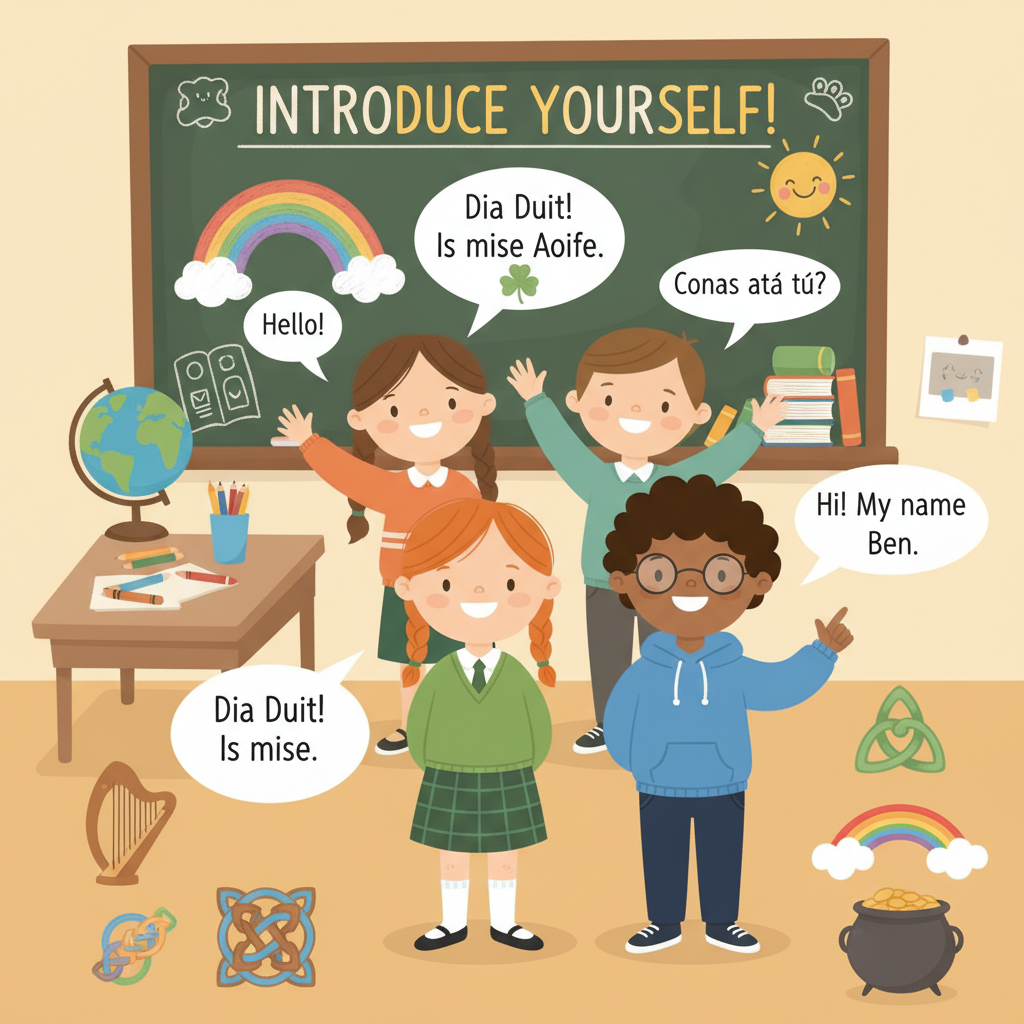 INTRODUCE YOURSELF!
Dia Duit!
Is mise Aoife.
Conas atá tú?
Hello!
Hi! My name
Ben.
Dia Duit!
Is mise.